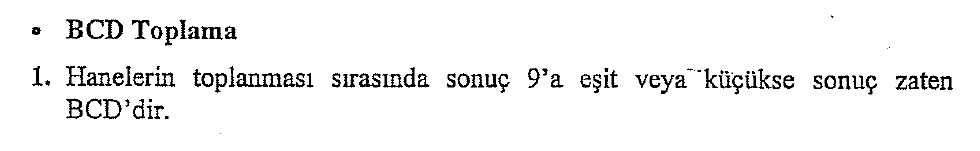 • BCD Toplama
1. Hanelerin toplanması sırasında sonuç 9'a eşit veya küçükse sonuç zaten
BCD'dir.